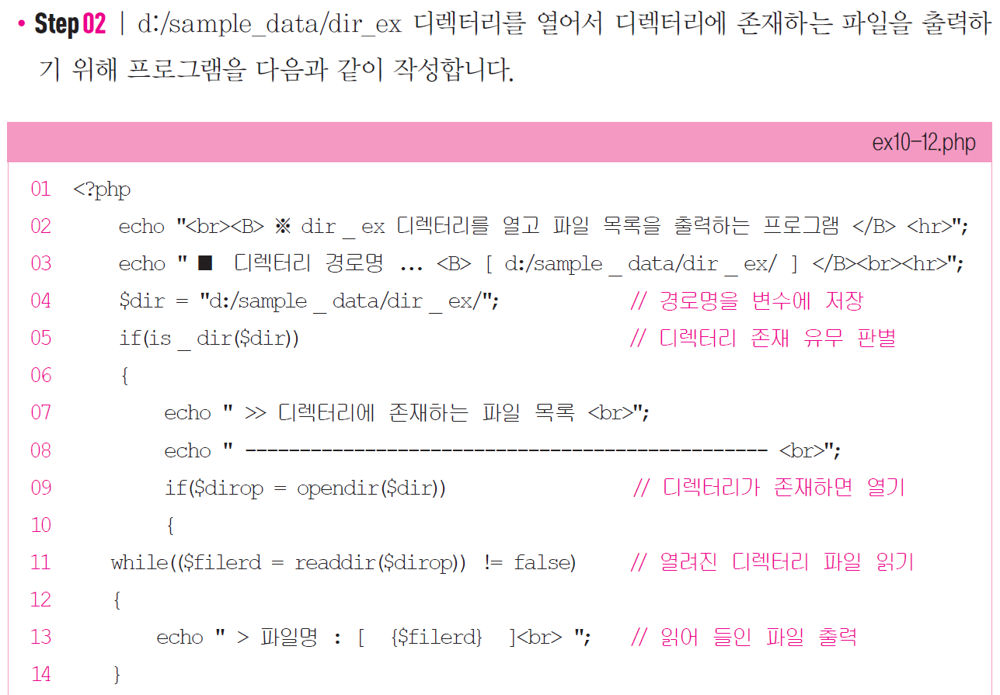 • Step 02 | d:/sample_data/dir_ex 디렉터리를 열어서 디렉터리에 존재하는 파일을 출력하
기 위해 프로그램을 다음과 같이 작성합니다.
ex10-12.php
01 <?php
02 echo "<br><B> ※ dir _ ex 디렉터리를 열고 파일 목록을 출력하는 프로그램 </B> <hr>";
03 echo " ■ 디렉터리 경로명 ... <B> [ d:/sample _ data/dir _ ex/ ] </B><br><hr>";
04 $dir = "d:/sample _ data/dir _ ex/"; // 경로명을 변수에 저장
05 if(is _ dir($dir)) // 디렉터리 존재 유무 판별
06 {
07 echo " >> 디렉터리에 존재하는 파일 목록 <br>";
08 echo " ------------------------------------------------ <br>";
09 if($dirop = opendir($dir)) // 디렉터리가 존재하면 열기
10 {
11 while(($filerd = readdir($dirop)) != false) // 열려진 디렉터리 파일 읽기
12 {
13 echo " > 파일명 : [ {$filerd} ]<br> "; // 읽어 들인 파일 출력
14 }